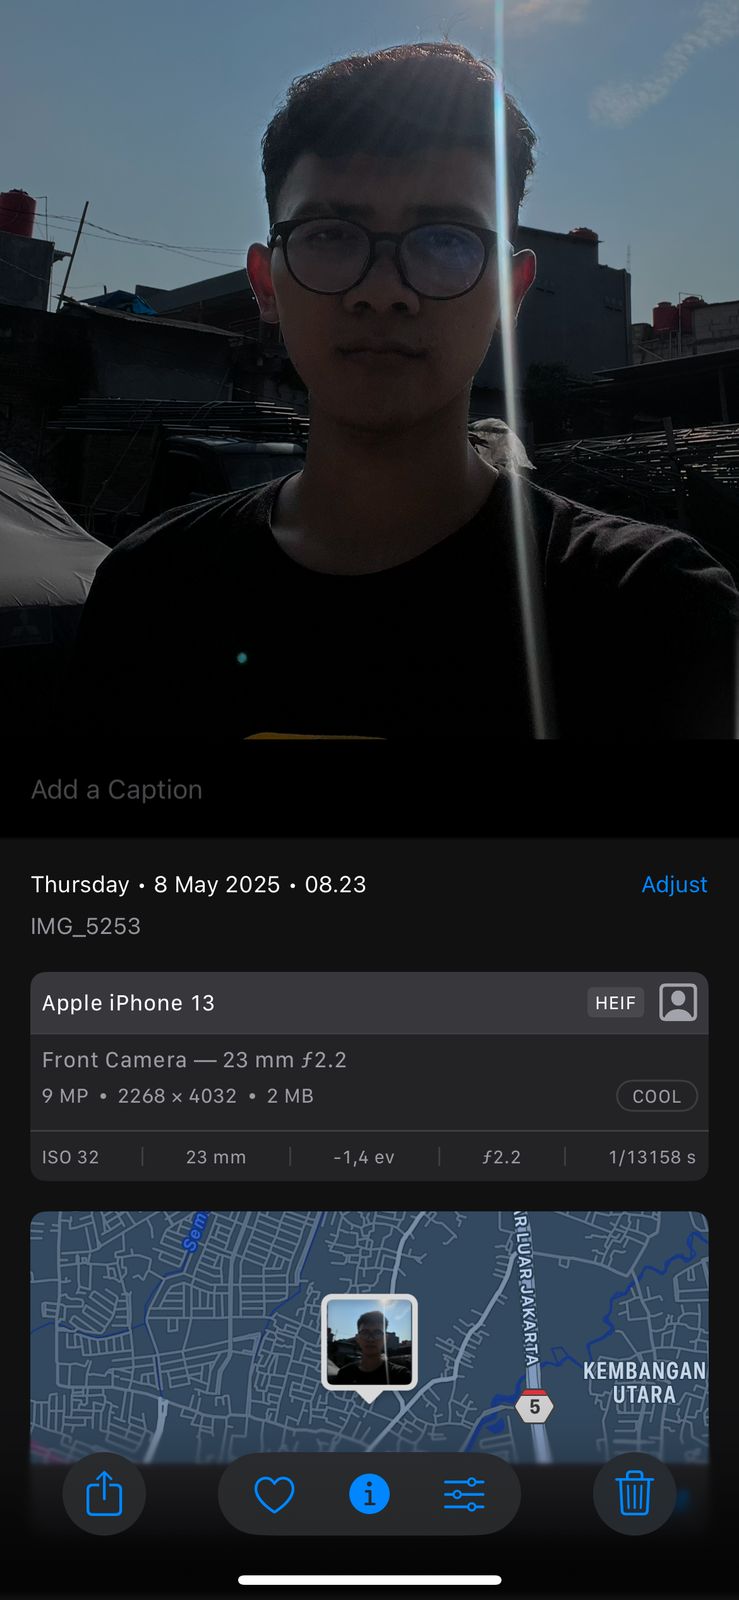 Add a Caption
Thursday • 8 May 2025 • 08.23
Adjust
IMG_5253
Apple iPhone 13
HEIF
Front Camera — 23 mm ƒ2.2
9 MP • 2268 × 4032 • 2 MB
COOL
ISO 32
23 mm
-1,4 ev
ƒ2.2
1/13158 s
Sem
R LUAR JAKARTA
KEMBANGAN
UTARA
5